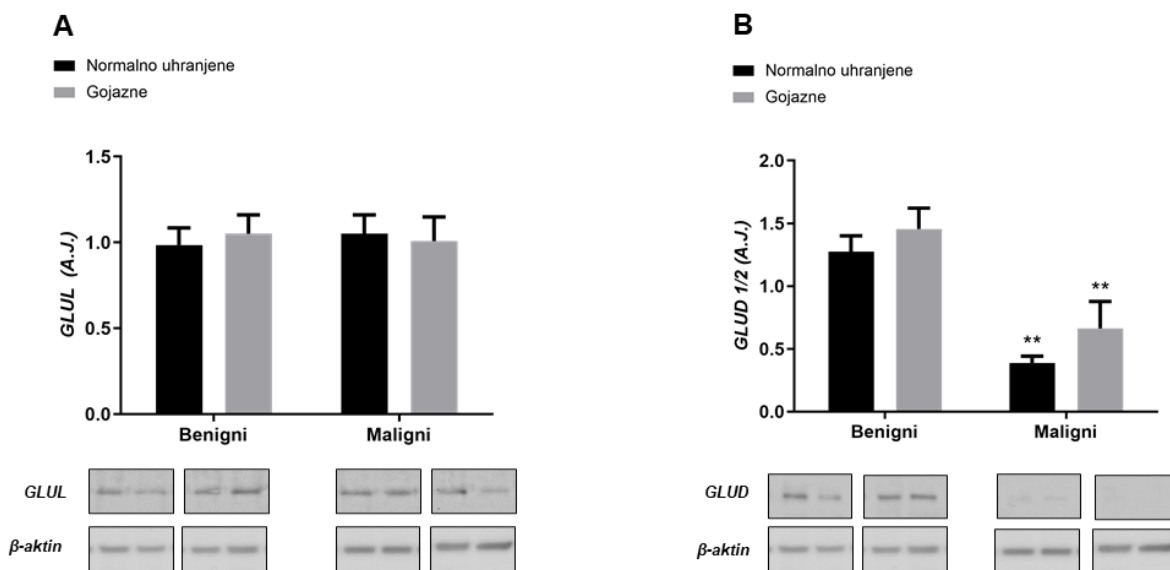 A
Normalno uhranjene
Gojazne
1.5
1.0
0.5
0.0
GLUL (A.J.)
Benigni Maligni
GLUL
β-aktin
B
Normalno uhranjene
Gojazne
2.0
1.5
1.0
0.5
0.0
GLUD 1/2 (A.J.)
**
**
Benigni Maligni
GLUD
β-aktin